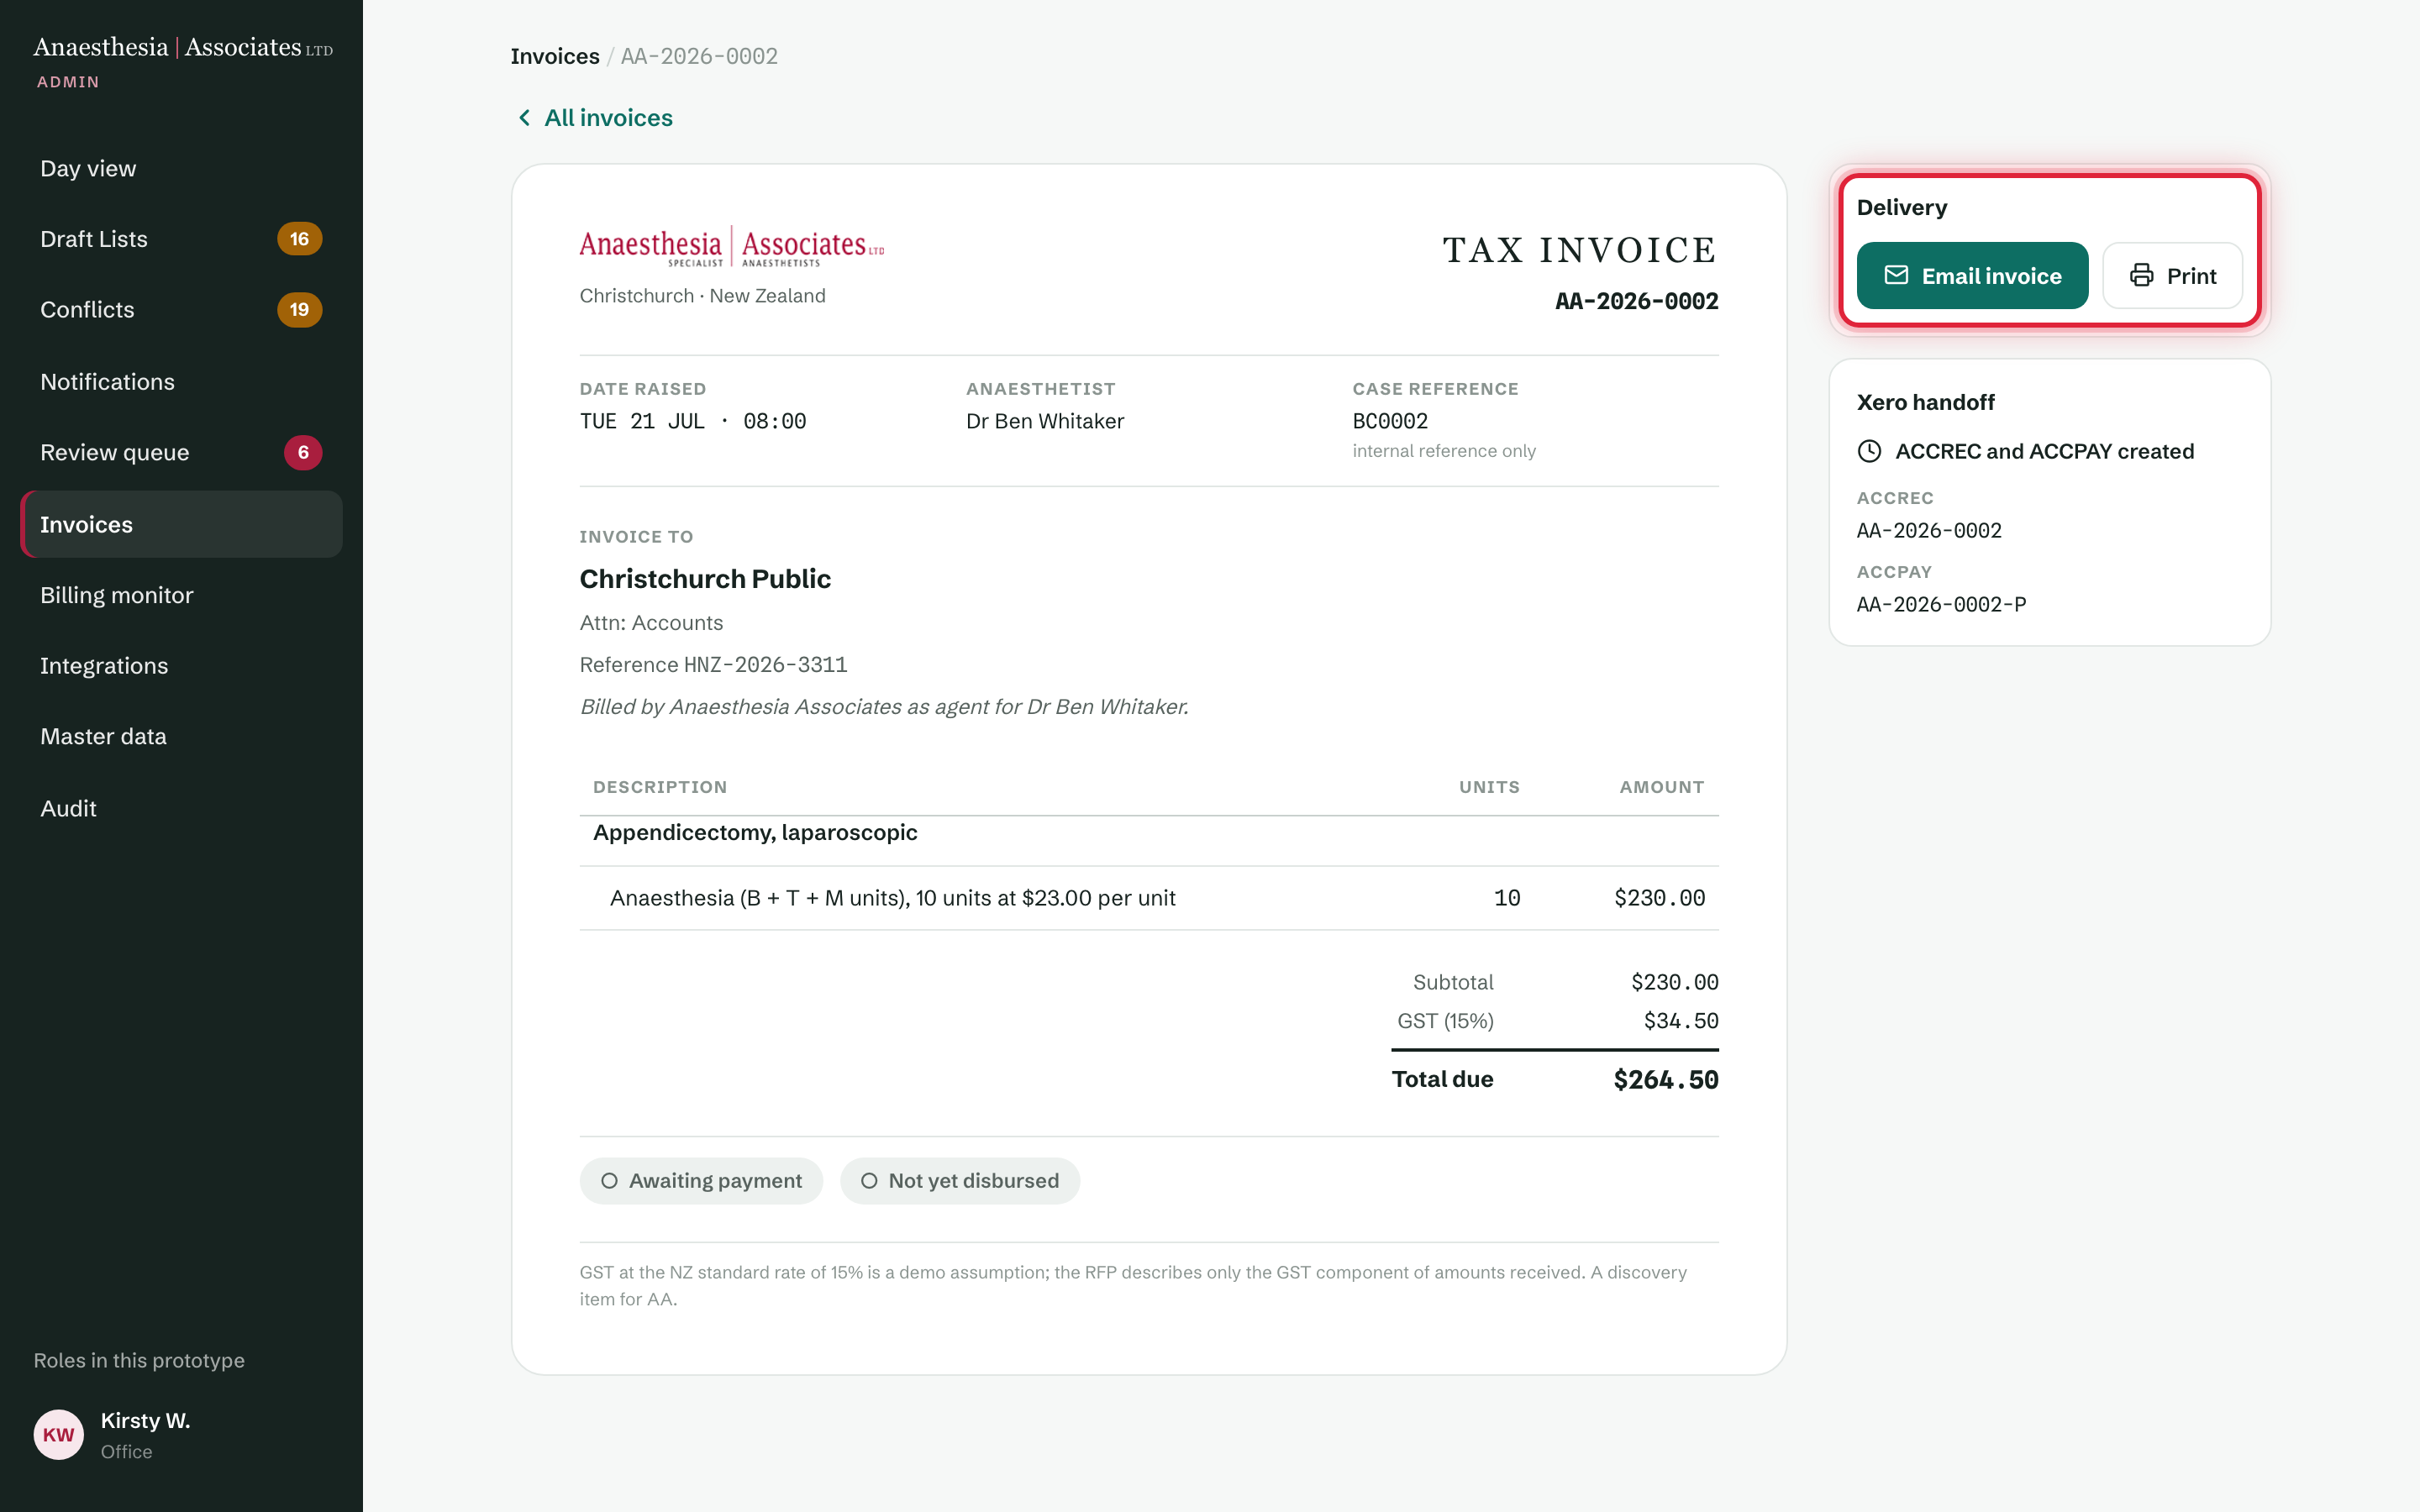 Anaesthesia | Associates LTD
ADMIN
Day view
Draft Lists 16
Conflicts 19
Notifications
Review queue 6
Invoices
Billing monitor
Integrations
Master data
Audit
Roles in this prototype
KW
Kirsty W.
Office
Invoices / AA-2026-0002
All invoices
Anaesthesia | Associates LTD
SPECIALIST ANAESTHETISTS
Christchurch · New Zealand
TAX INVOICE
AA-2026-0002
DATE RAISED
TUE 21 JUL · 08:00
ANAESTHETIST
Dr Ben Whitaker
CASE REFERENCE
BC0002
internal reference only
INVOICE TO
Christchurch Public
Attn: Accounts
Reference HNZ-2026-3311
Billed by Anaesthesia Associates as agent for Dr Ben Whitaker.
DESCRIPTION UNITS AMOUNT
Appendicectomy, laparoscopic
Anaesthesia (B + T + M units), 10 units at $23.00 per unit 10 $230.00
Subtotal $230.00
GST (15%) $34.50
Total due $264.50
Awaiting payment
Not yet disbursed
GST at the NZ standard rate of 15% is a demo assumption; the RFP describes only the GST component of amounts received. A discovery
item for AA.
Delivery
Email invoice
Print
Xero handoff
ACCREC and ACCPAY created
ACCREC
AA-2026-0002
ACCPAY
AA-2026-0002-P